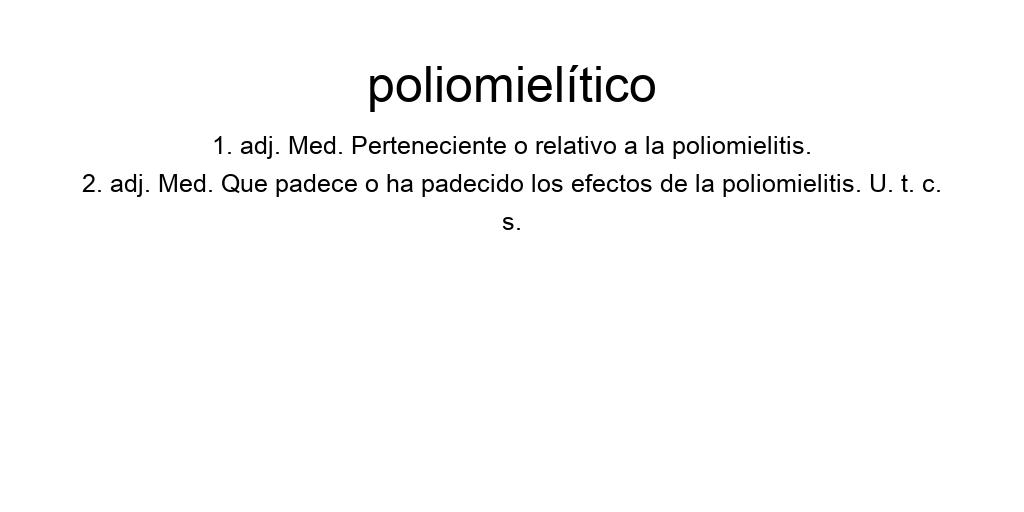 poliomielítico
1. adj. Med. Perteneciente o relativo a la poliomielitis.
2. adj. Med. Que padece o ha padecido los efectos de la poliomielitis. U. t. c.
s.